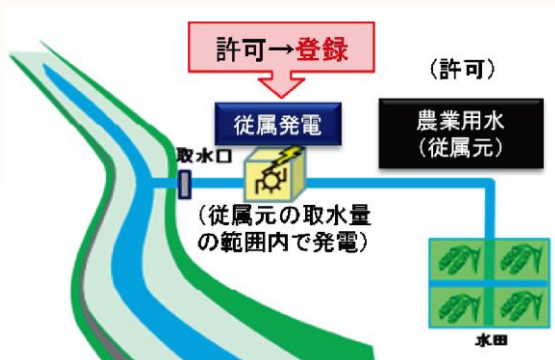 許可→登録
(許可)
従属発電
農業用水
(従属元)
取水口
(従属元の取水量
の範囲内で発電)
水田